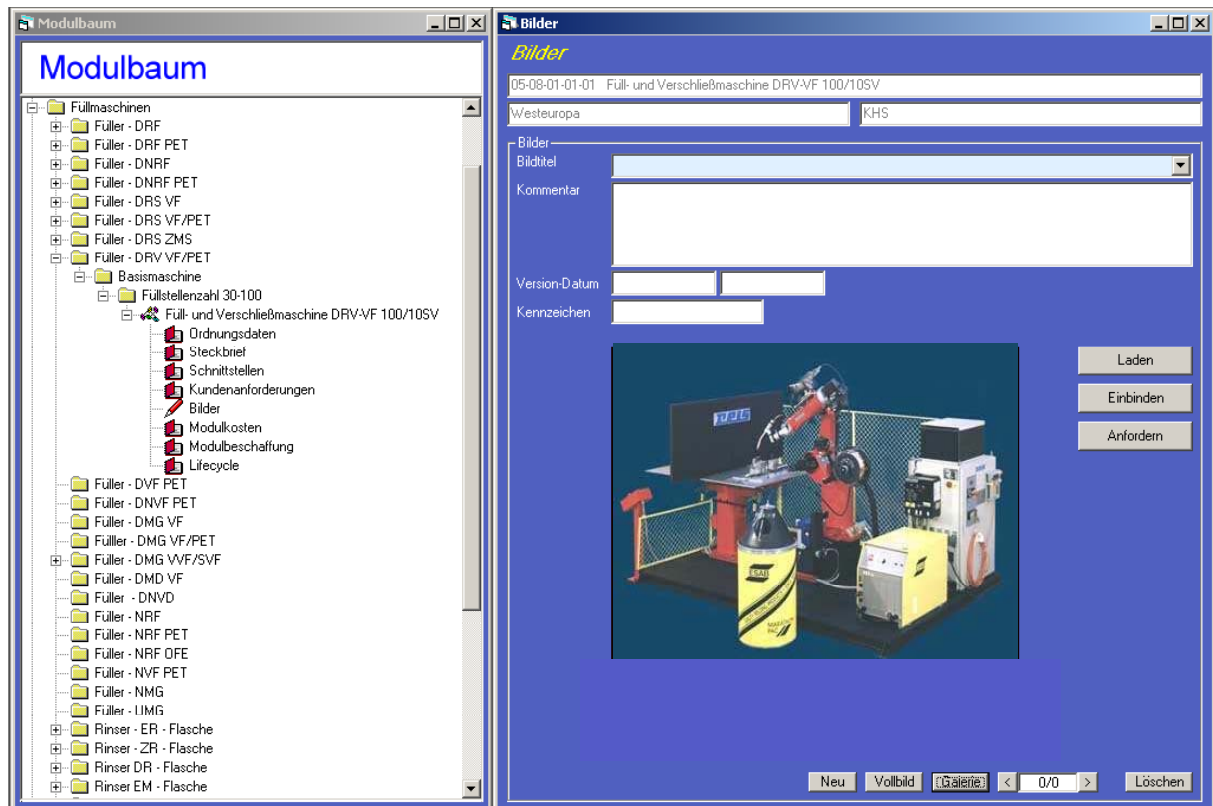 Modulbaum
Modulbaum
Füllmaschinen
Füller - DRF
Füller - DRF PET
Füller - DNRF
Füller - DNRF PET
Füller - DRS VF
Füller - DRS VF/PET
Füller - DRS ZMS
Füller - DRV VF/PET
Basismaschine
Füllstellenzahl 30-100
Füll- und Verschließmaschine DRV-VF 100/10SV
Ordnungsdaten
Steckbrief
Schnittstellen
Kundenanforderungen
Bilder
Modulkosten
Modulbeschaffung
Lifecycle
Füller - DVF PET
Füller - DNVF PET
Füller - DMG VF
Fülller - DMG VF/PET
Füller - DMG VVF/SVF
Füller - DMD VF
Füller - DNVD
Füller - NRF
Füller - NRF PET
Füller - NRF OFE
Füller - NVF PET
Füller - NMG
Füller - UMG
Rinser - ER - Flasche
Rinser - ZR - Flasche
Rinser DR - Flasche
Rinser EM - Flasche
Bilder
Bilder
05-08-01-01-01 Füll- und Verschließmaschine DRV-VF 100/10SV
Westeuropa KHS
Bilder
Bildtitel
Kommentar
Version-Datum
Kennzeichen
Laden
Einbinden
Anfordern
ESAB
Neu Vollbild Galerie < 0/0 > Löschen